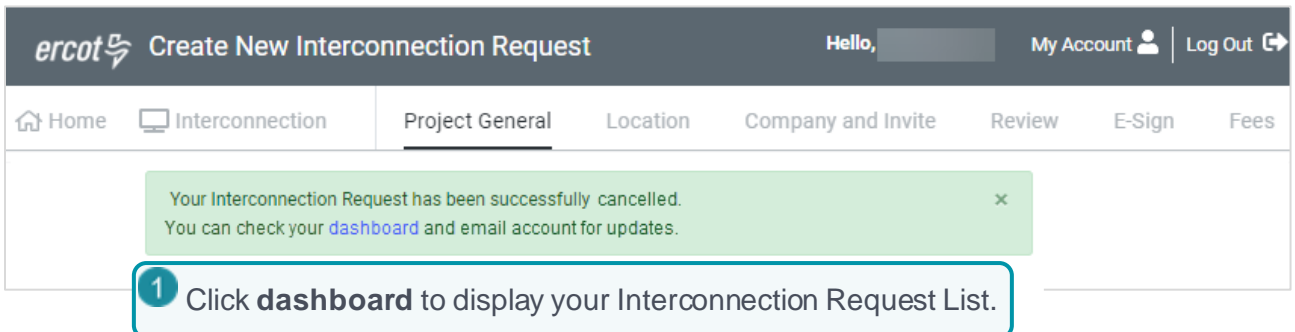 ercot Create New Interconnection Request Hello, My Account Log Out
Home Interconnection Project General Location Company and Invite Review E-Sign Fees
Your Interconnection Request has been successfully cancelled. ×
You can check your dashboard and email account for updates.
1 Click dashboard to display your Interconnection Request List.